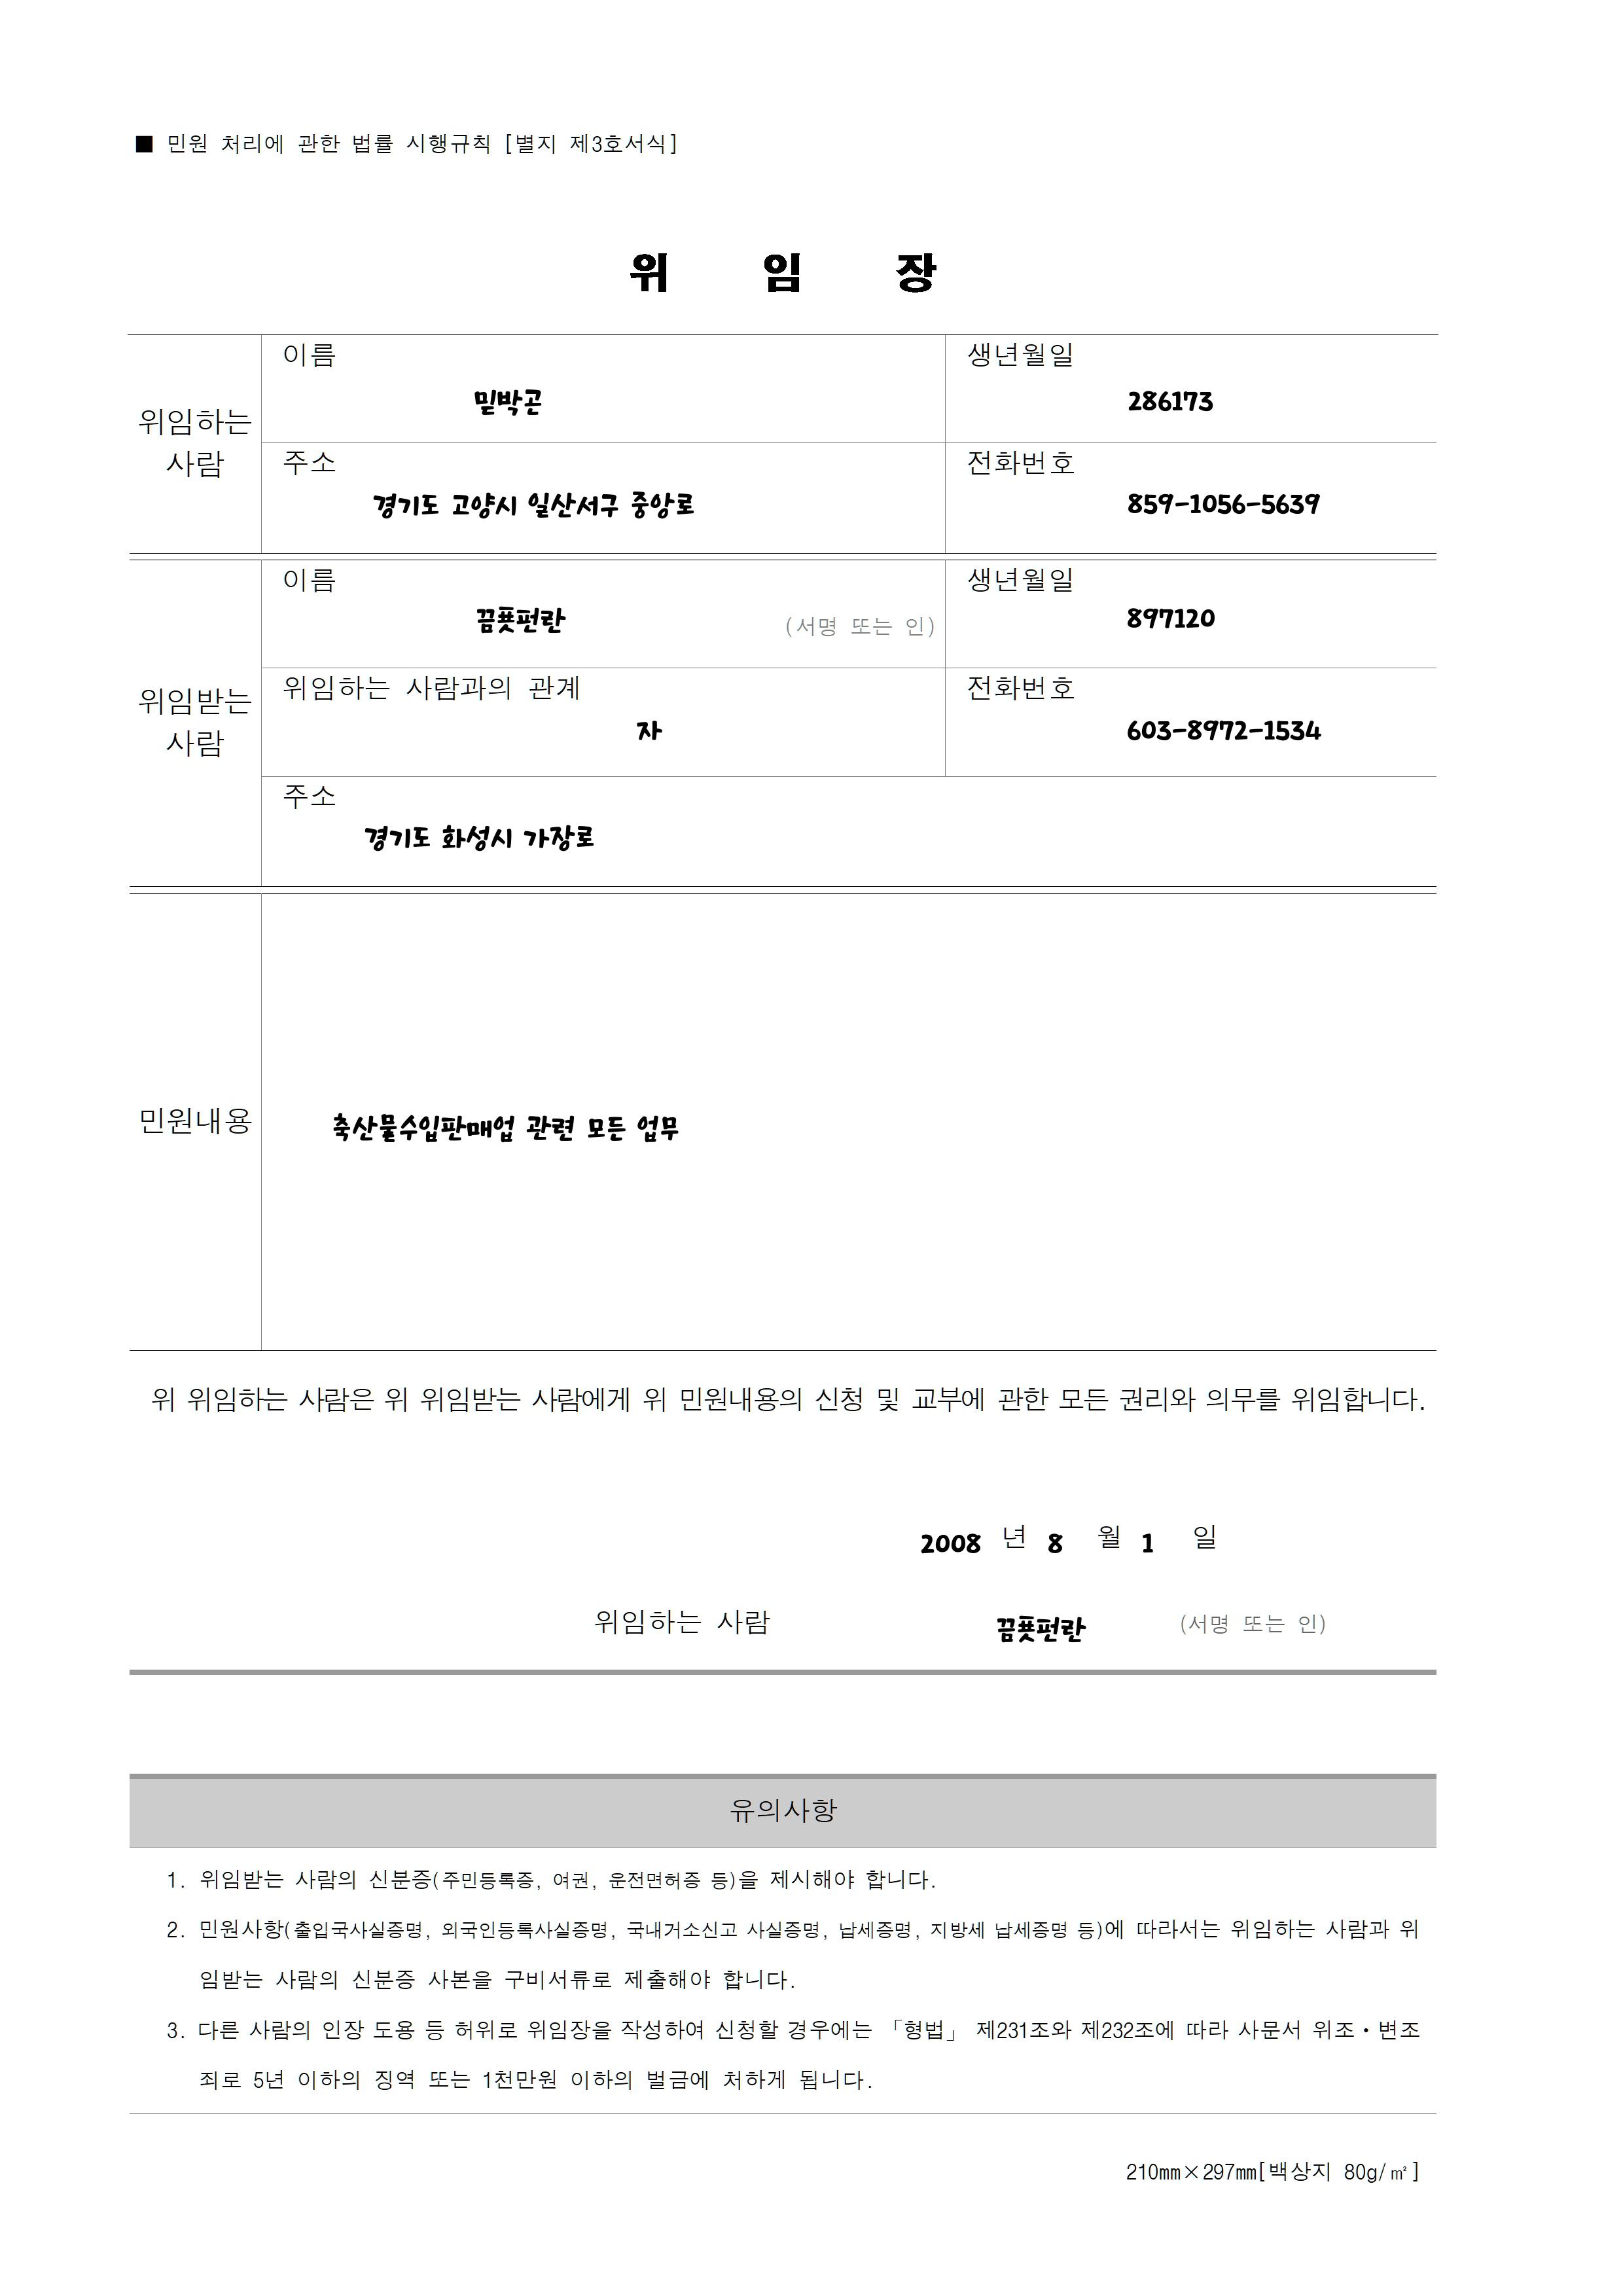 ■ 민원 처리에 관한 법률 시행규칙 [별지 제3호서식]
위 임 장
위임하는 사람
이름
밑박곤
생년월일
286173
주소
경기도 고양시 일산서구 중앙로
전화번호
859-1056-5639
위임받는 사람
이름
끔푯펀란
(서명 또는 인)
생년월일
897120
위임하는 사람과의 관계
자
전화번호
603-8972-1534
주소
경기도 화성시 가장로
민원내용
축산물수입판매업 관련 모든 업무
위 위임하는 사람은 위 위임받는 사람에게 위 민원내용의 신청 및 교부에 관한 모든 권리와 의무를 위임합니다.
2008 년 8 월 1 일
위임하는 사람 끔푯펀란 (서명 또는 인)
유의사항
1. 위임받는 사람의 신분증(주민등록증, 여권, 운전면허증 등)을 제시해야 합니다.
2. 민원사항(출입국사실증명, 외국인등록사실증명, 국내거소신고 사실증명, 납세증명, 지방세 납세증명 등)에 따라서는 위임하는 사람과 위
임받는 사람의 신분증 사본을 구비서류로 제출해야 합니다.
3. 다른 사람의 인장 도용 등 허위로 위임장을 작성하여 신청할 경우에는 「형법」 제231조와 제232조에 따라 사문서 위조·변조
죄로 5년 이하의 징역 또는 1천만원 이하의 벌금에 처하게 됩니다.
210㎜×297㎜[백상지 80g/㎡]